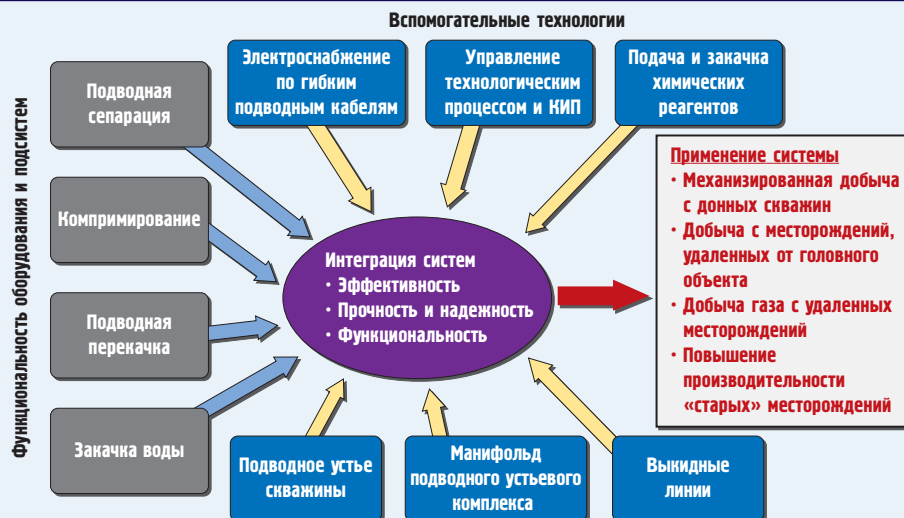 Вспомогательные технологии
Функциональность оборудования и подсистем
Подводная
сепарация
Компримирование
Подводная
перекачка
Закачка воды
Электроснабжение
по гибким
подводным кабелям
Управление
технологическим
процессом и КИП
Подача и закачка
химических
реагентов
Интеграция систем
• Эффективность
• Прочность и надежность
• Функциональность
Применение системы
• Механизированная добыча
с донных скважин
• Добыча с месторождений,
удаленных от головного
объекта
• Добыча газа с удаленных
месторождений
• Повышение
производительности
«старых» месторождений
Подводное устье
скважины
Манифольд
подводного устьевого
комплекса
Выкидные
линии